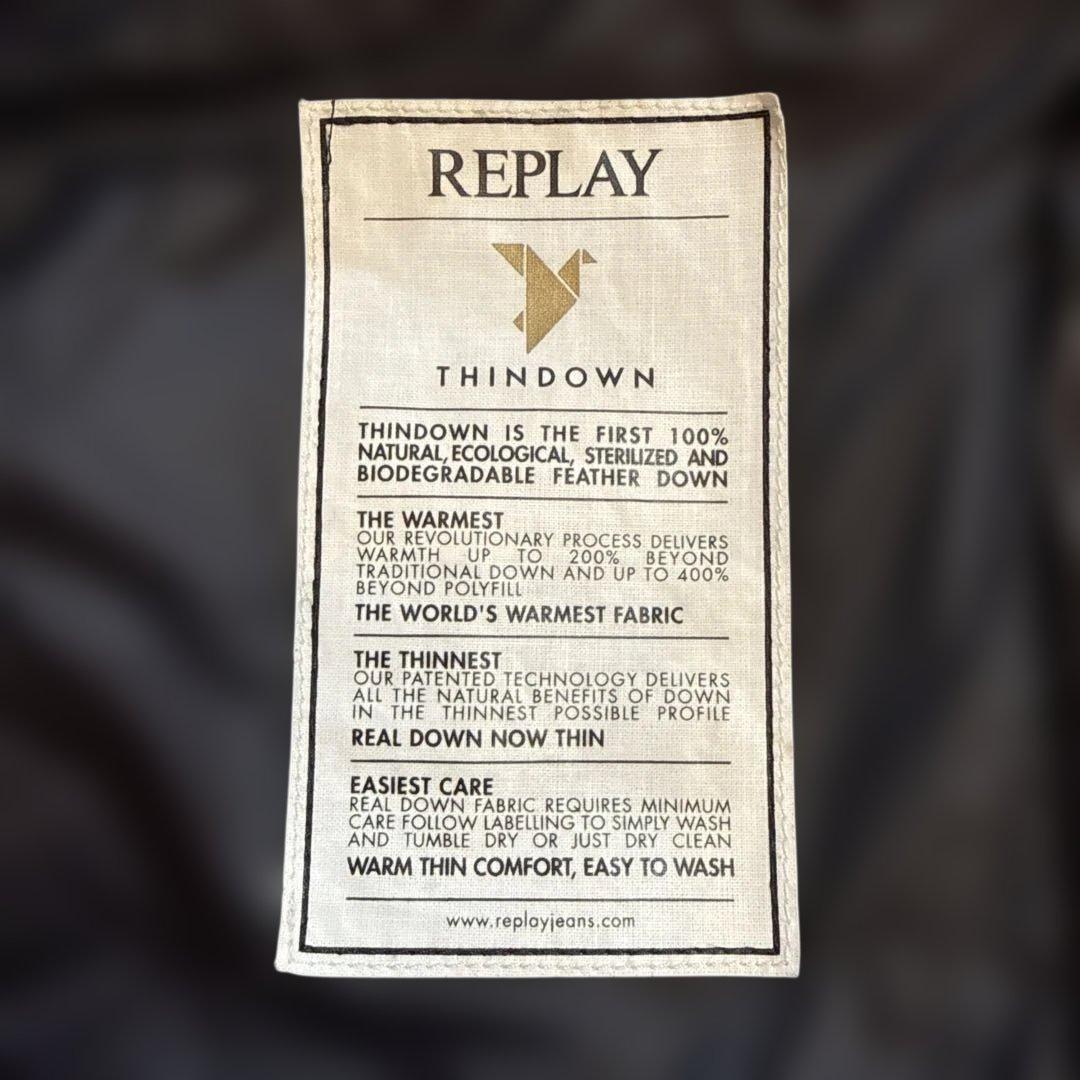 REPLAY
THINDOWN
THINDOWN IS THE FIRST 100%
NATURAL, ECOLOGICAL, STERILIZED AND
BIODEGRADABLE FEATHER DOWN
THE WARMEST
OUR REVOLUTIONARY PROCESS DELIVERS
WARMTH UP TO 200% BEYOND
TRADITIONAL DOWN AND UP TO 400%
BEYOND POLYFILL
THE WORLD'S WARMEST FABRIC
THE THINNEST
OUR PATENTED TECHNOLOGY DELIVERS
ALL THE NATURAL BENEFITS OF DOWN
IN THE THINNEST POSSIBLE PROFILE
REAL DOWN NOW THIN
EASIEST CARE
REAL DOWN FABRIC REQUIRES MINIMUM
CARE FOLLOW LABELLING TO SIMPLY WASH
AND TUMBLE DRY OR JUST DRY CLEAN
WARM THIN COMFORT, EASY TO WASH
www.replayjeans.com